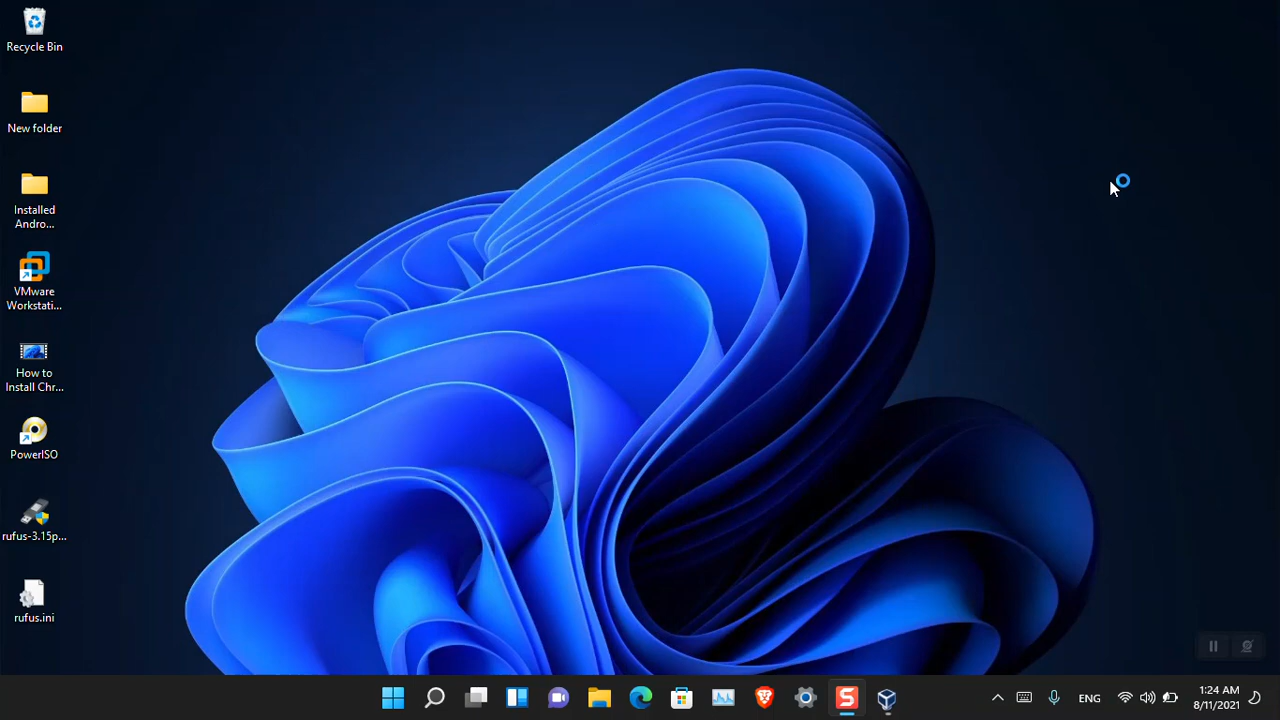 Recycle Bin
New folder
Installed
Andro...
VMware
Workstati...
How to
Install Chr...
PowerISO
rufus-3.15p...
rufus.ini
ENG
1:24 AM
8/11/2021